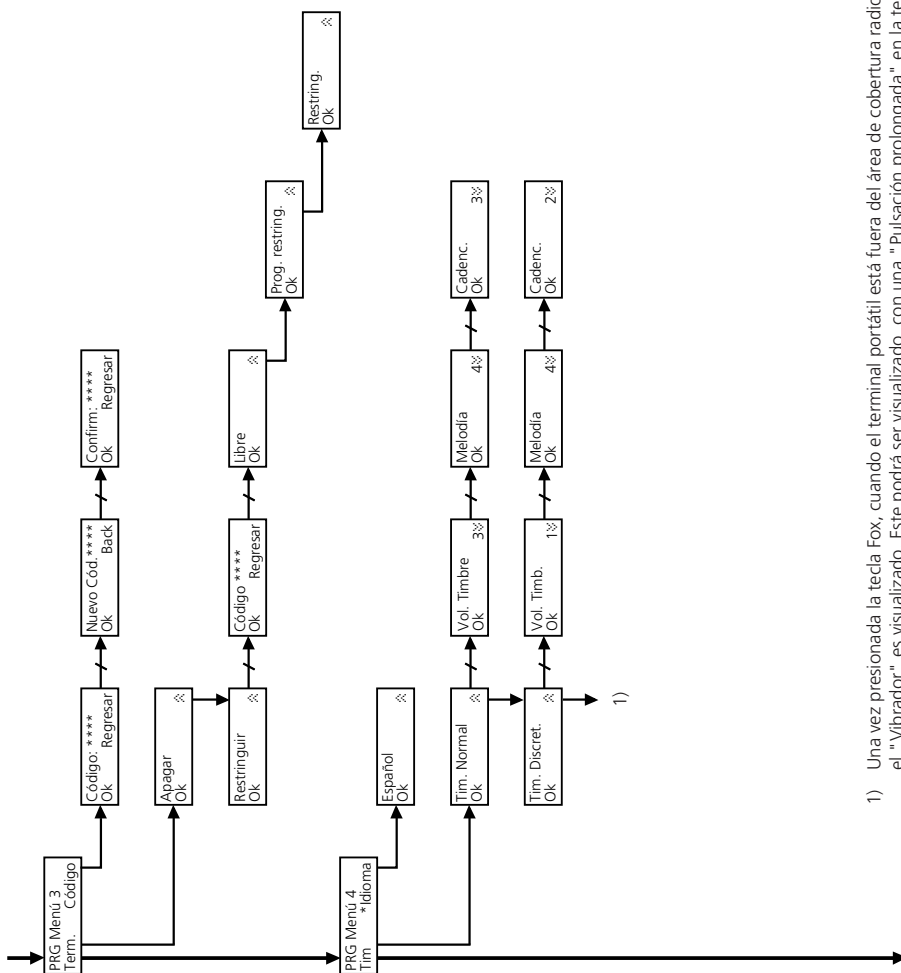 PRG Menú 3
Term. Código
Código: ****
Ok Regresar
Nuevo Cód.****
Ok Back
Confirm: ****
Ok Regresar
Apagar
Ok
Restringuir
Ok
Código ****
Ok Regresar
Libre
Ok
Prog. restring.
Ok
Restring.
Ok
PRG Menú 4
Tim *Idioma
Español
Ok
Tim. Normal
Ok
Vol. Timbre
Ok 3
Melodía
Ok 4
Cadenc.
Ok 3
Tim. Discret.
Ok
Vol. Timb.
Ok 1
Melodía
Ok 4
Cadenc.
Ok 2
1)
1) Una vez presionada la tecla Fox, cuando el terminal portátil está fuera del área de cobertura radio
el "Vibrador" es visualizado. Este podrá ser visualizado, con una "Pulsación prolongada" en la te